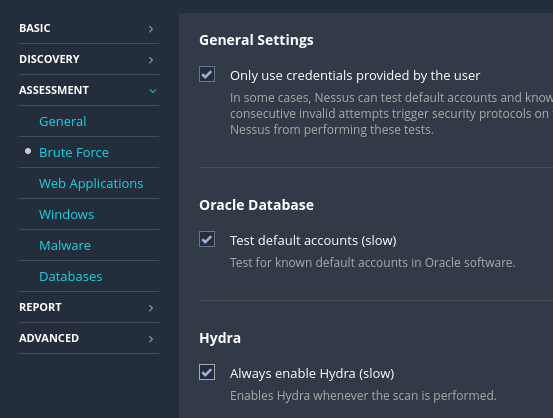 BASIC
DISCOVERY
ASSESSMENT
General
Brute Force
Web Applications
Windows
Malware
Databases
REPORT
ADVANCED
General Settings
Only use credentials provided by the user
In some cases, Nessus can test default accounts and
consecutive invalid attempts trigger security protocols on
Nessus from performing these tests.
Oracle Database
Test default accounts (slow)
Test for known default accounts in Oracle software.
Hydra
Always enable Hydra (slow)
Enables Hydra whenever the scan is performed.